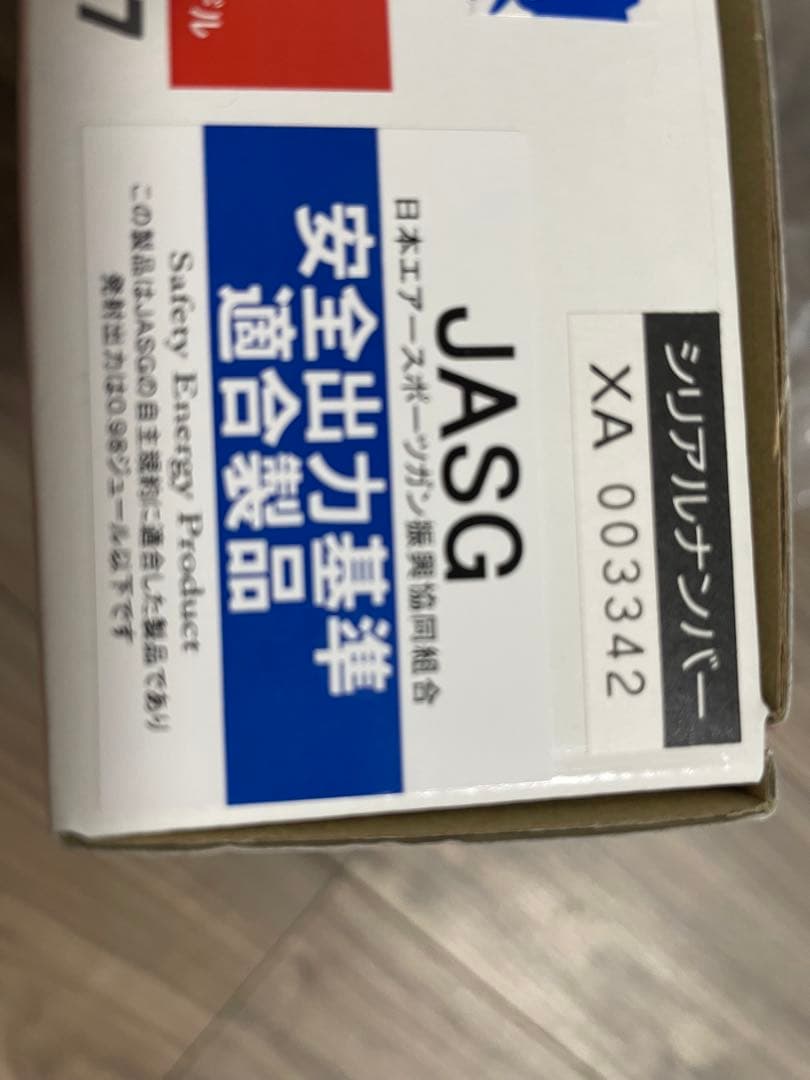 シリアルナンバー
XA 003342
JASG
日本エアースポーツガン振興協同組合
安全出力基準
適合製品
Safety Energy Product
この製品はJASGの自主規約に適合した製品であり
発射出力は0.98ジュール以下です
7
デル